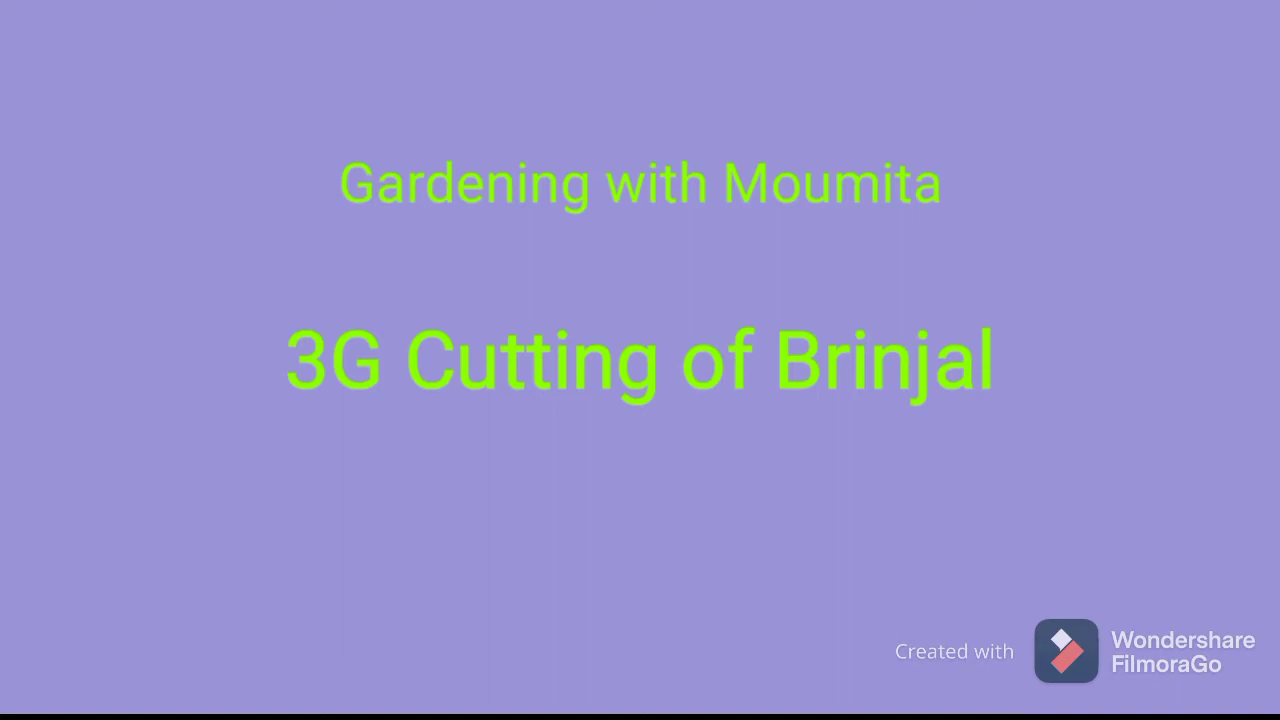 Gardening with Moumita
3G Cutting of Brinjal
Created with
Wondershare
FilmoraGo